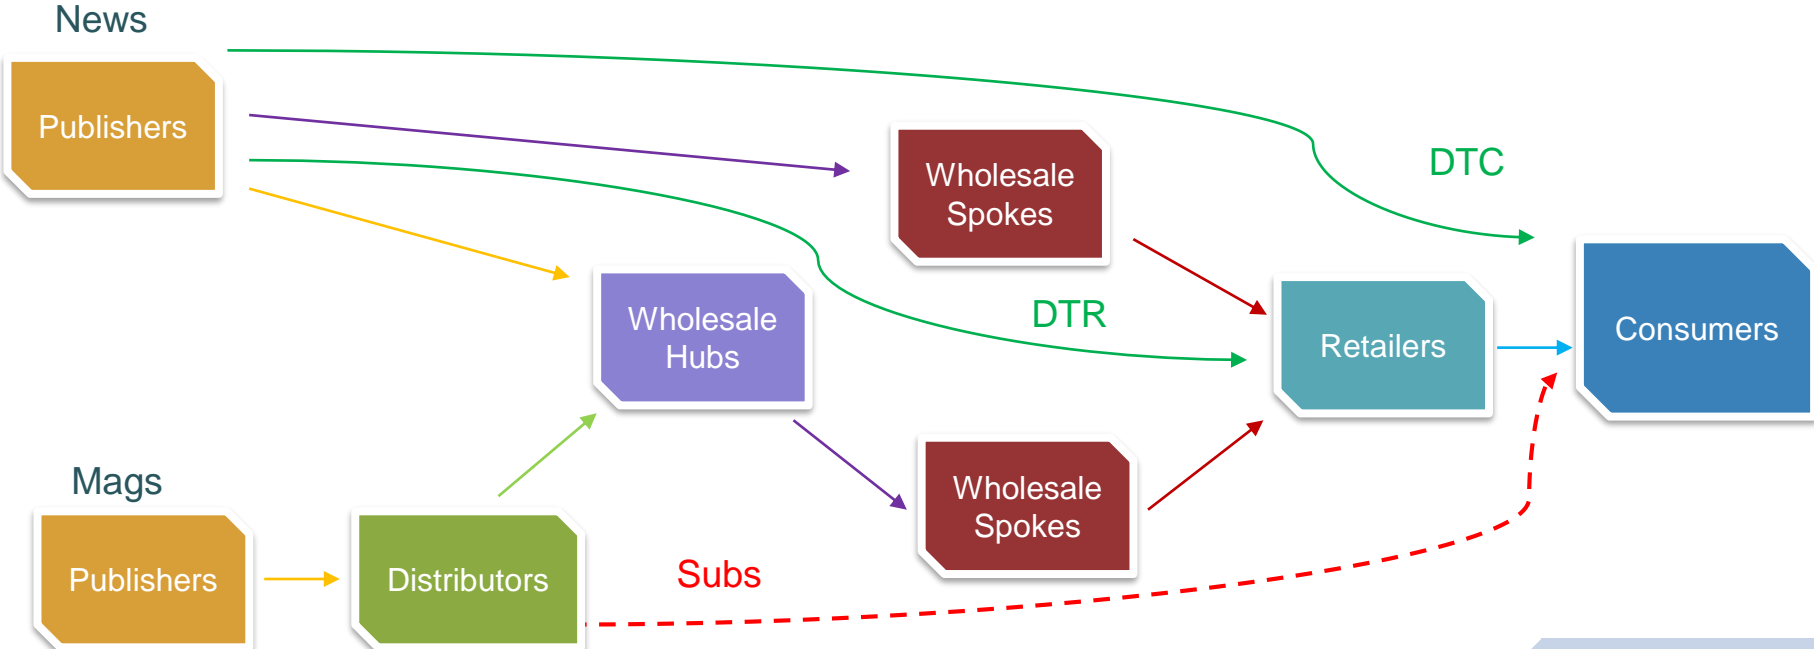 News
Publishers
Wholesale
Spokes
DTC
Wholesale
Hubs
DTR
Retailers
Consumers
Mags
Publishers
Distributors
Subs
Wholesale
Spokes